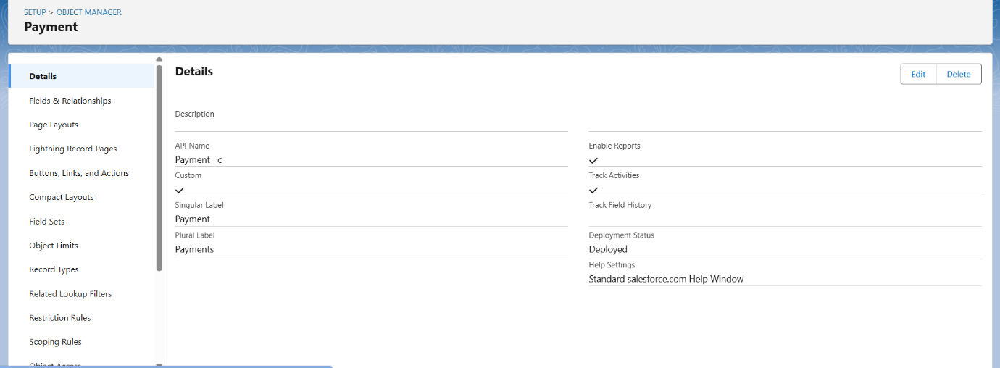 SETUP > OBJECT MANAGER
Payment
Details
Fields & Relationships
Page Layouts
Lightning Record Pages
Buttons, Links, and Actions
Compact Layouts
Field Sets
Object Limits
Record Types
Related Lookup Filters
Restriction Rules
Scoping Rules
Object Access
Details
Edit
Delete
Description
API Name
Payment__c
Custom
Singular Label
Payment
Plural Label
Payments
Enable Reports
Track Activities
Track Field History
Deployment Status
Deployed
Help Settings
Standard salesforce.com Help Window